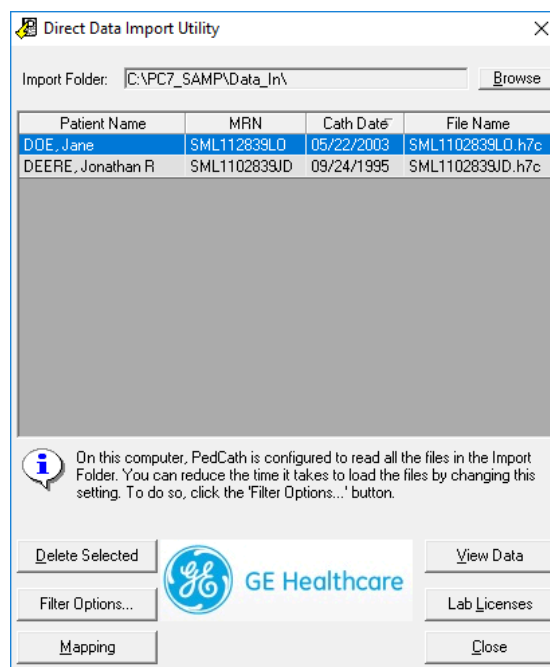 Direct Data Import Utility
Import Folder: C:\PC7_SAMP\Data_In\ Browse
Patient Name MRN Cath Date File Name
DOE, Jane SML112839LO 05/22/2003 SML1102839LO.h7c
DEERE, Jonathan R SML1102839JD 09/24/1995 SML1102839JD.h7c
On this computer, PedCath is configured to read all the files in the Import
Folder. You can reduce the time it takes to load the files by changing this
setting. To do so, click the 'Filter Options...' button.
Delete Selected View Data
GE Healthcare
Filter Options... Lab Licenses
Mapping Close